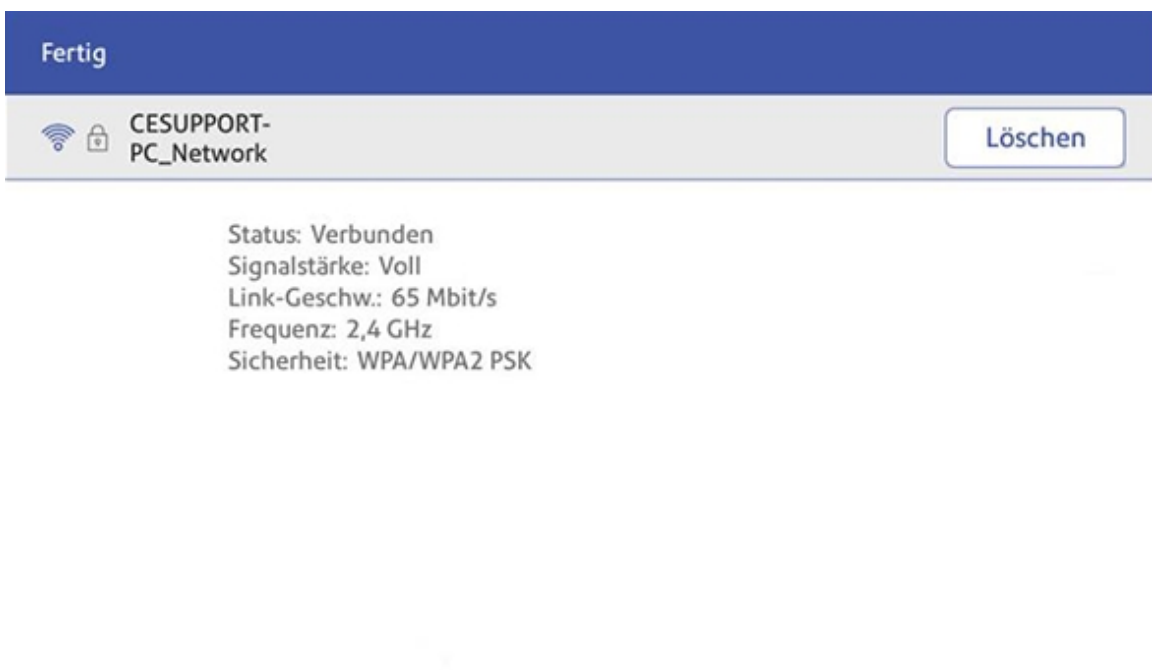 Fertig
CESUPPORT-
PC_Network
Löschen
Status: Verbunden
Signalstärke: Voll
Link-Geschw.: 65 Mbit/s
Frequenz: 2,4 GHz
Sicherheit: WPA/WPA2 PSK